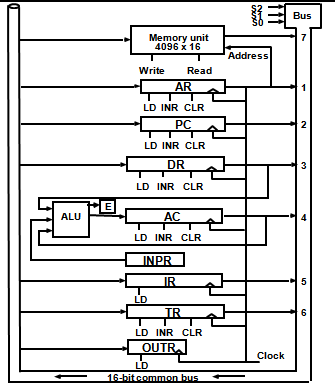 S2
S1
S0
Bus
Memory unit
4096 x 16
7
Address
Write Read
AR
1
LD INR CLR
PC
2
LD INR CLR
DR
3
LD INR CLR
E
ALU
AC
4
LD INR CLR
INPR
IR
5
LD
TR
6
LD INR CLR
OUTR
Clock
LD
16-bit common bus